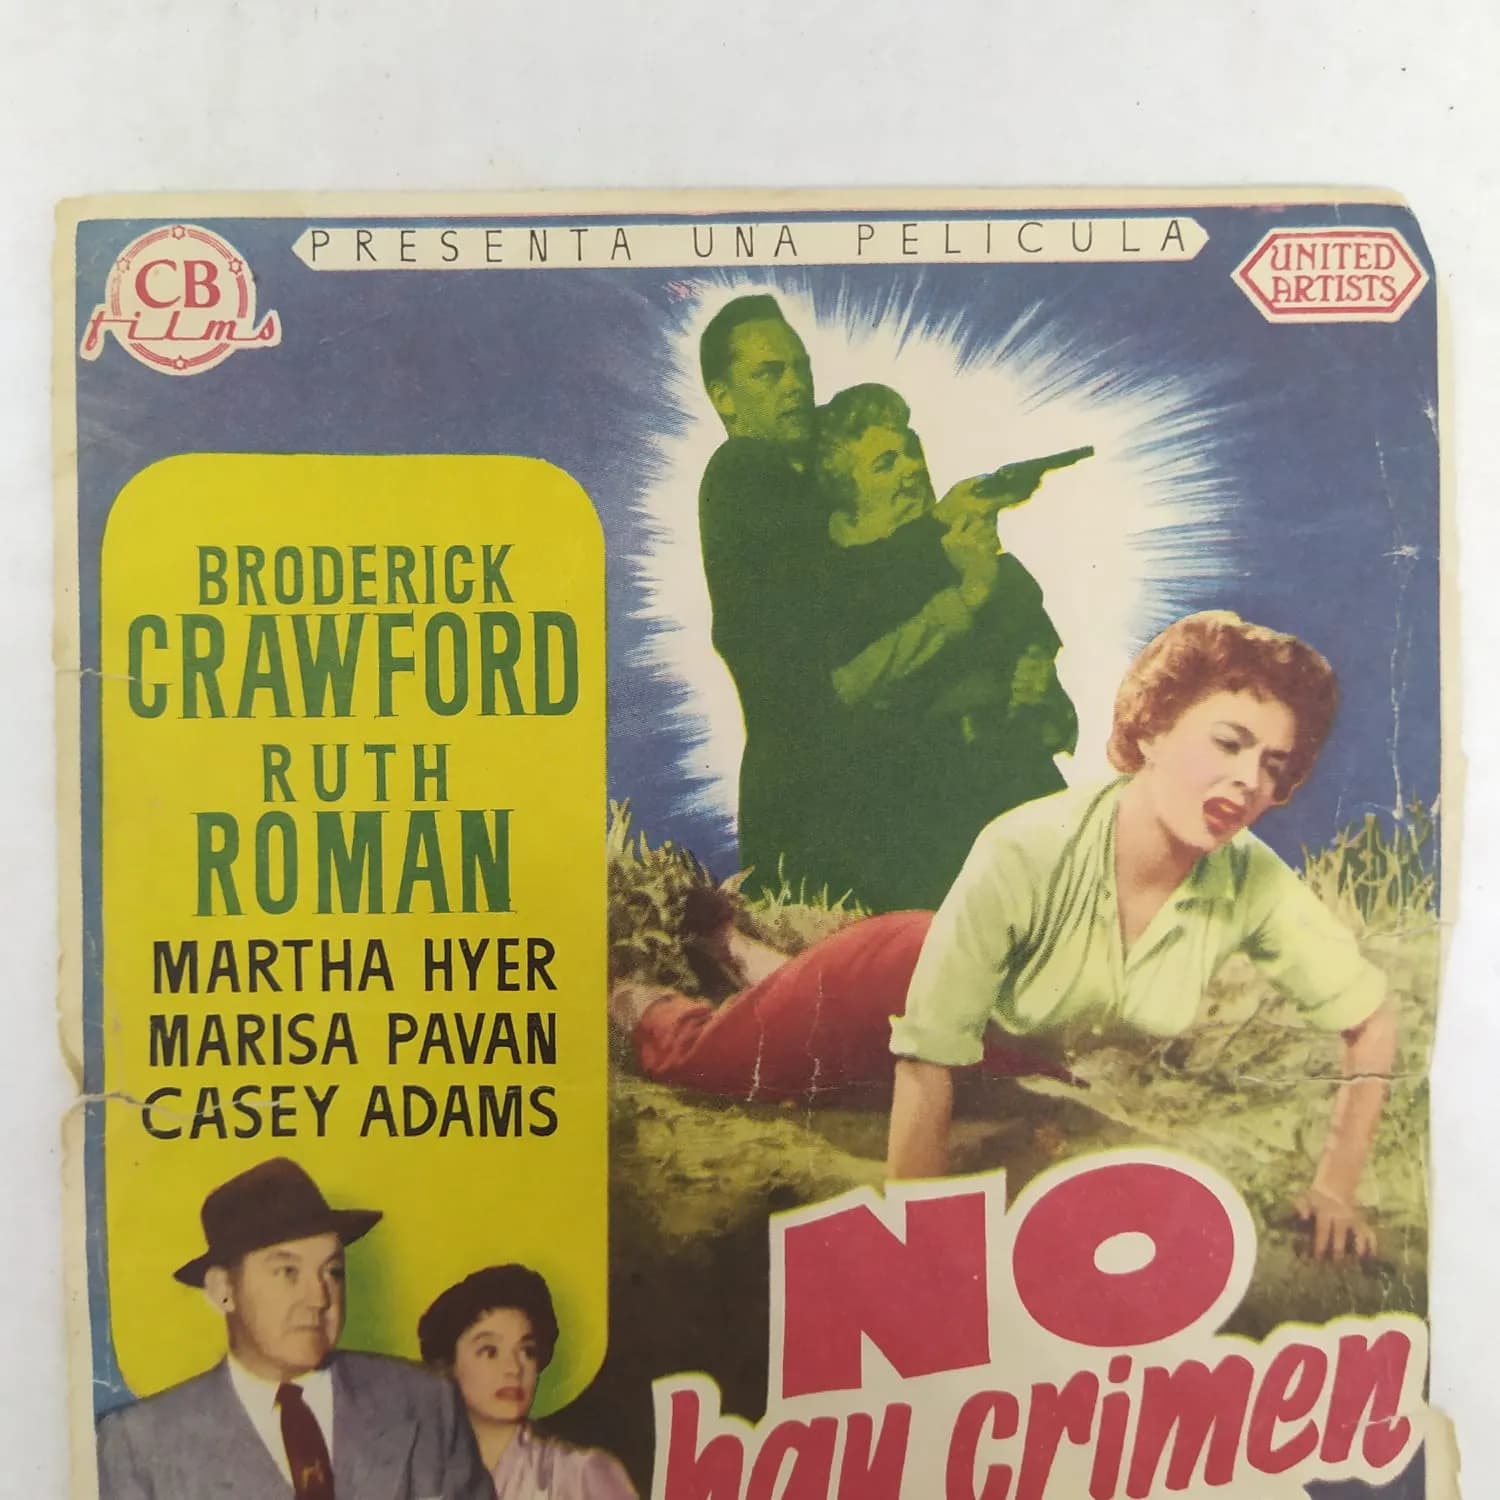 CB
films
PRESENTA UNA PELICULA
UNITED
ARTISTS
BRODERICK
CRAWFORD
RUTH
ROMAN
MARTHA HYER
MARISA PAVAN
CASEY ADAMS
NO
hay crimen